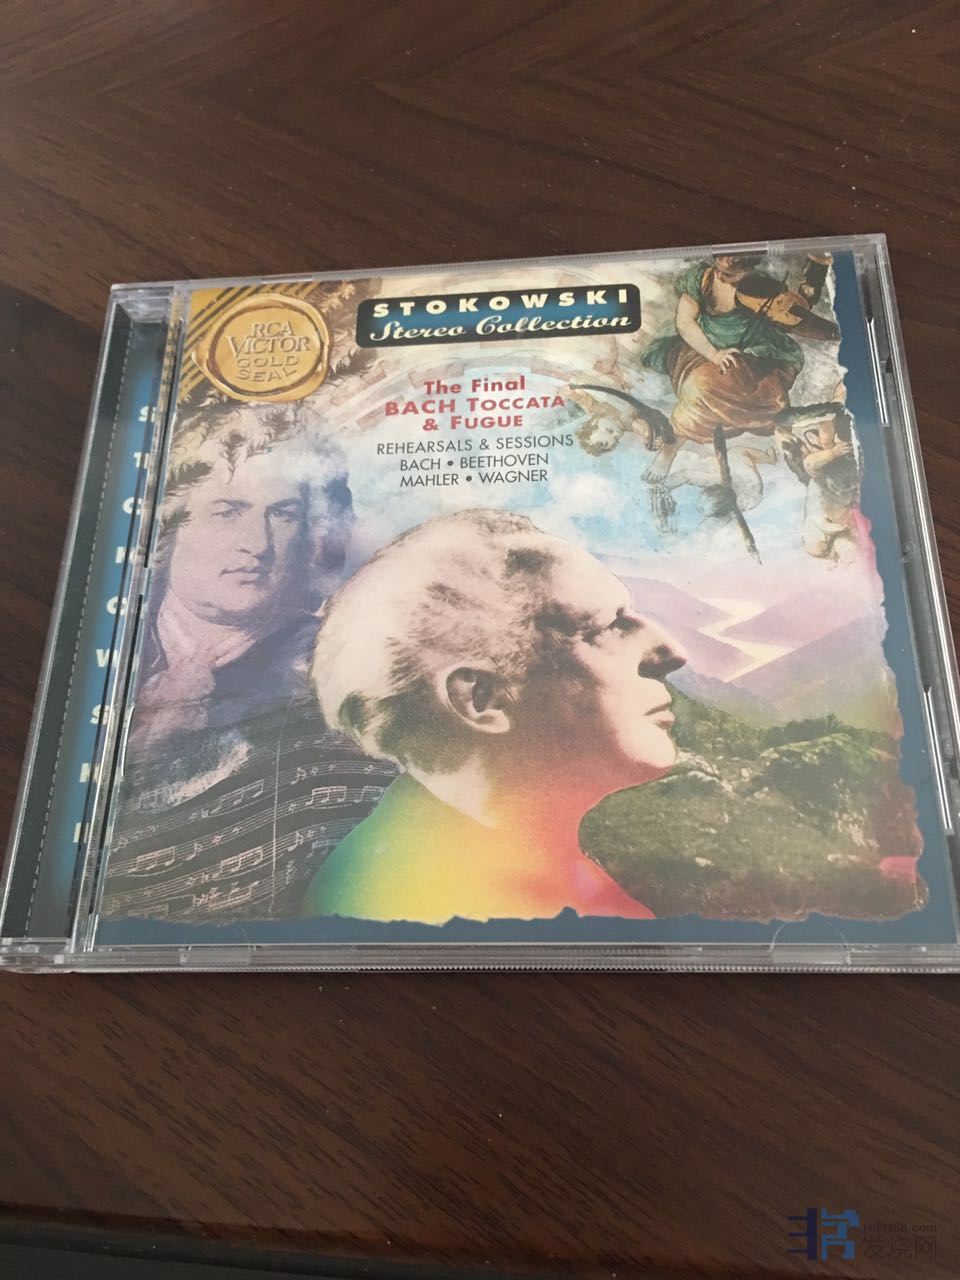 STOKOWSKI
Stereo Collection
RCA
VICTOR
GOLD
SEAL
The Final
BACH TOCCATA
& FUGUE
REHEARSALS & SESSIONS
BACH • BEETHOVEN
MAHLER • WAGNER
S
T
O
K
O
W
S
K
I
HiFi168.com
发烧网